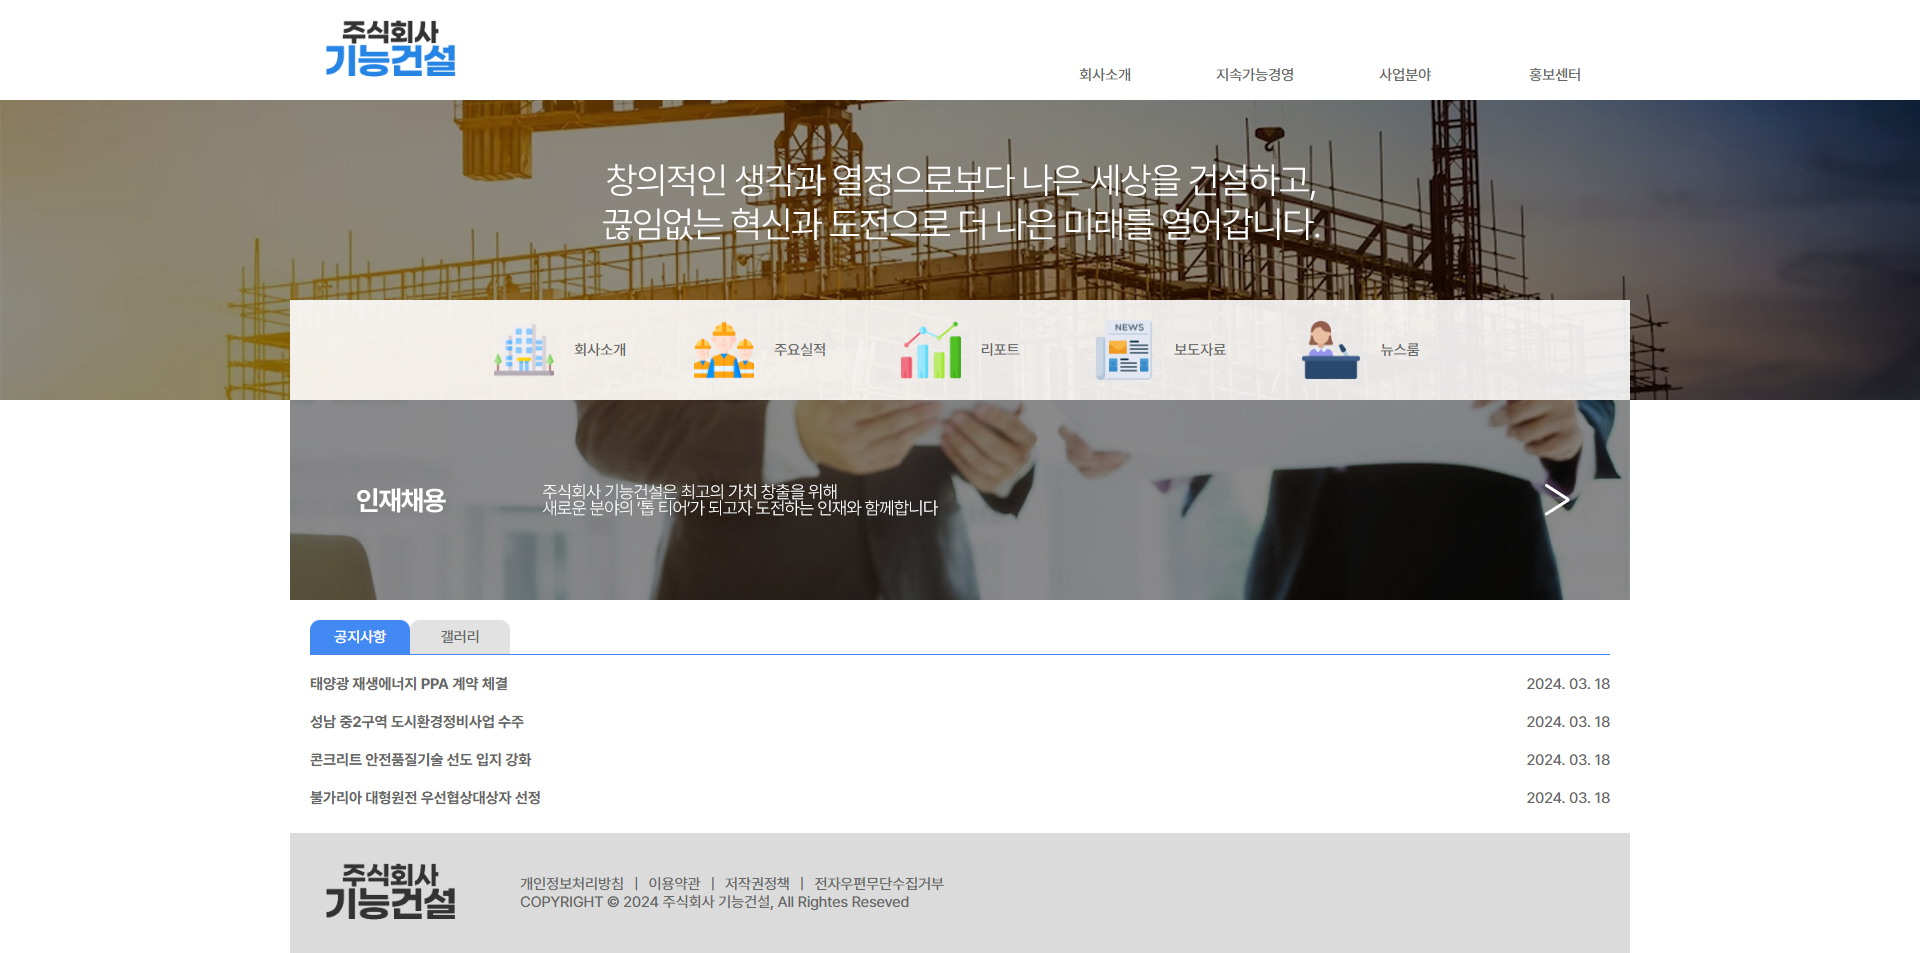 주식회사
기능건설
회사소개 지속가능경영 사업분야 홍보센터
창의적인 생각과 열정으로보다 나은 세상을 건설하고,
끊임없는 혁신과 도전으로 더 나은 미래를 열어갑니다.
회사소개 주요실적 리포트 NEWS 보도자료 뉴스룸
인재채용
주식회사 기능건설은 최고의 가치 창출을 위해
새로운 분야의 '톱 티어'가 되고자 도전하는 인재와 함께합니다
공지사항 갤러리
태양광 재생에너지 PPA 계약 체결 2024. 03. 18
성남 중2구역 도시환경정비사업 수주 2024. 03. 18
콘크리트 안전품질기술 선도 입지 강화 2024. 03. 18
불가리아 대형원전 우선협상대상자 선정 2024. 03. 18
주식회사
기능건설
개인정보처리방침 | 이용약관 | 저작권정책 | 전자우편무단수집거부
COPYRIGHT © 2024 주식회사 기능건설, All Rightes Reseved